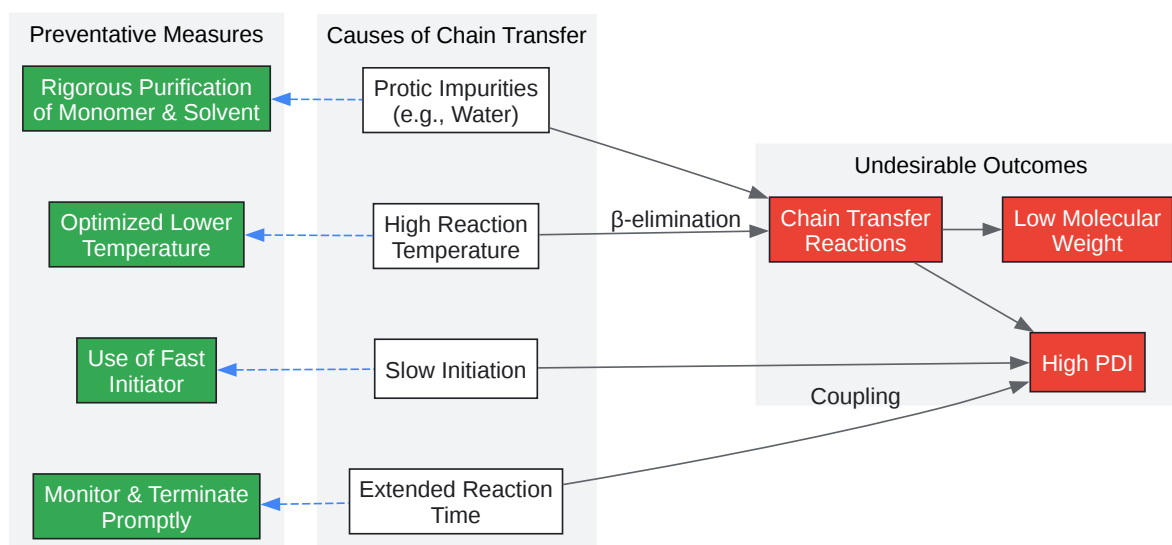 Preventative Measures
Rigorous Purification
of Monomer & Solvent
Optimized Lower
Temperature
Use of Fast
Initiator
Monitor & Terminate
Promptly
Causes of Chain Transfer
Protic Impurities
(e.g., Water)
High Reaction
Temperature
Slow Initiation
Extended Reaction
Time
β-elimination
Coupling
Undesirable Outcomes
Chain Transfer
Reactions
Low Molecular
Weight
High PDI